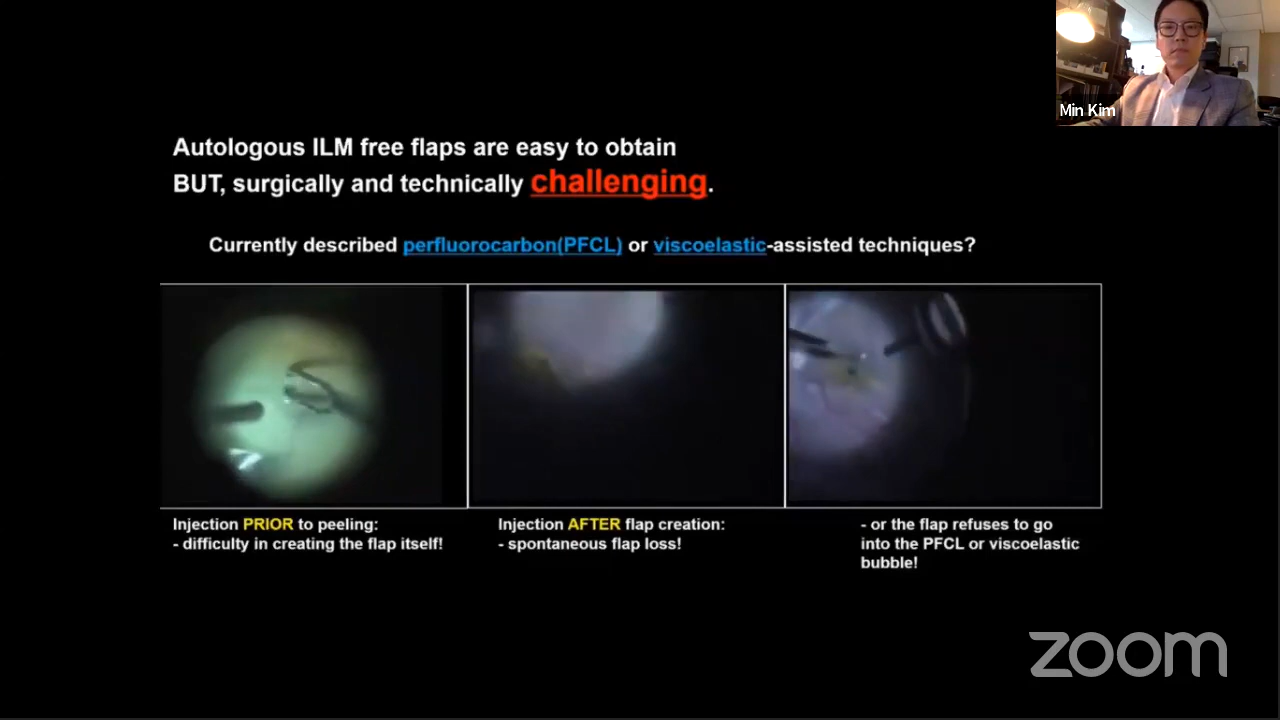 Min Kim
Autologous ILM free flaps are easy to obtain
BUT, surgically and technically challenging.
Currently described perfluorocarbon(PFCL) or viscoelastic-assisted techniques?
Injection PRIOR to peeling:
- difficulty in creating the flap itself!
Injection AFTER flap creation:
- spontaneous flap loss!
- or the flap refuses to go
into the PFCL or viscoelastic
bubble!
zoom